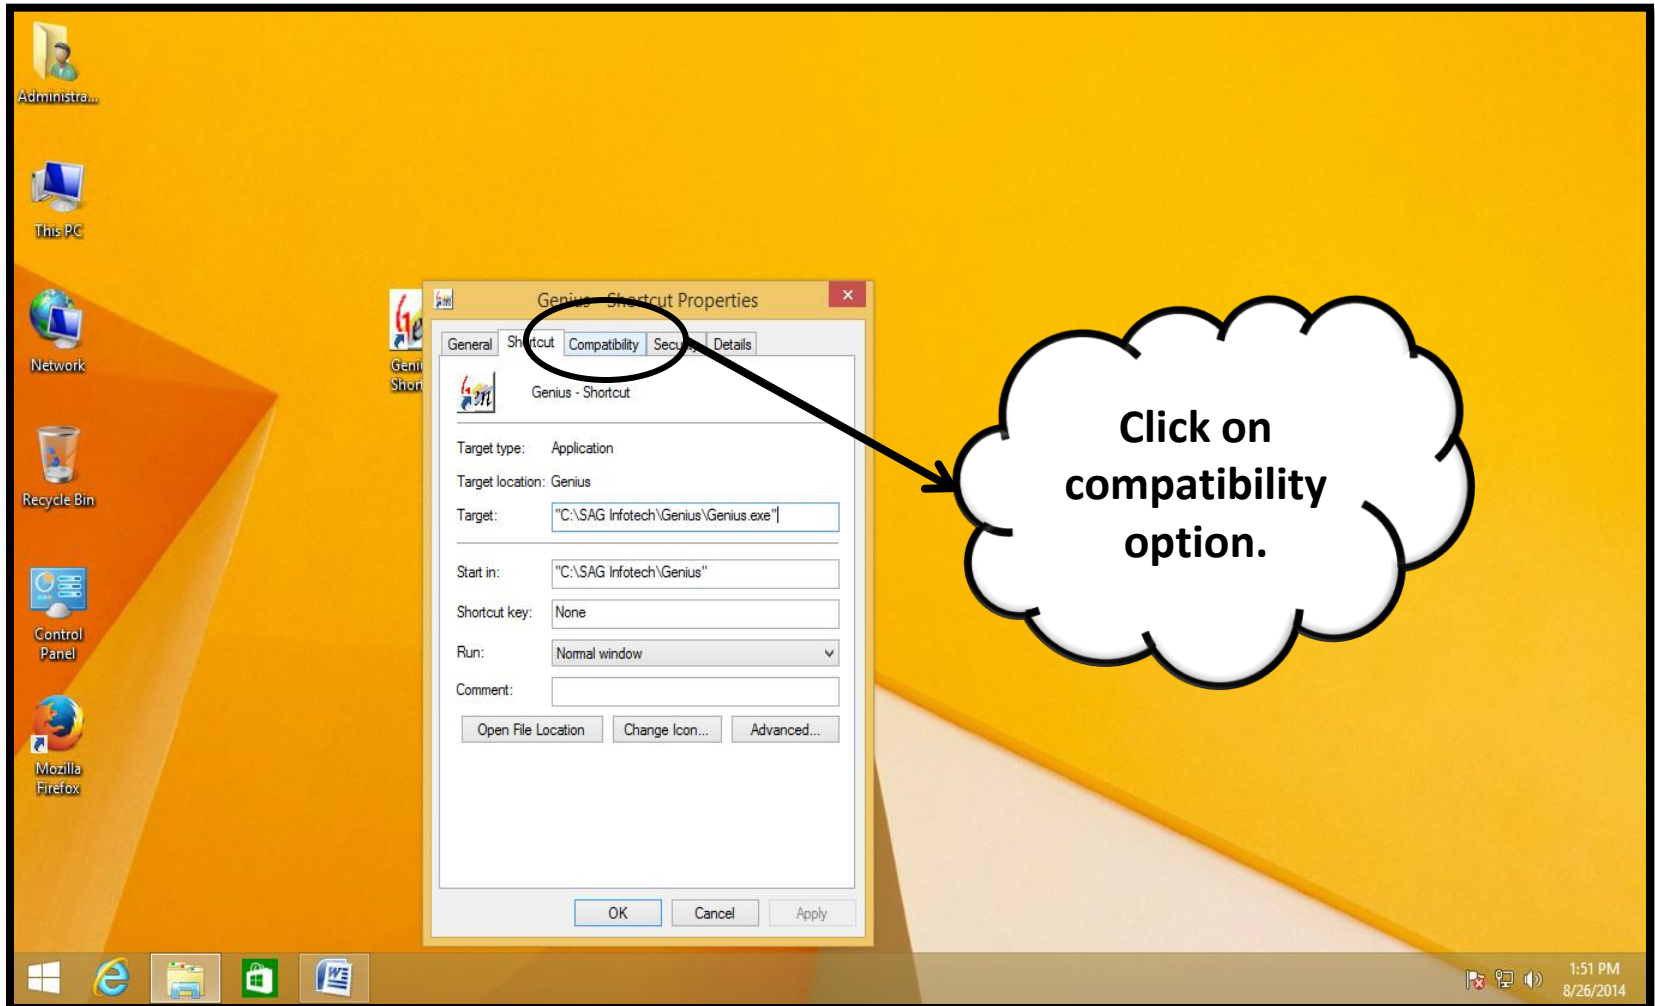 Administra...
This PC
Network
Recycle Bin
Control
Panel
Mozilla
Firefox
Genius - Shortcut Properties
General Shortcut Compatibility Security Details
Genius - Shortcut
Target type: Application
Target location: Genius
Target: "C:\SAG Infotech\Genius\Genius.exe"
Start in: "C:\SAG Infotech\Genius"
Shortcut key: None
Run: Normal window
Comment:
Open File Location Change Icon... Advanced...
OK Cancel Apply
Click on
compatibility
option.
1:51 PM
8/26/2014